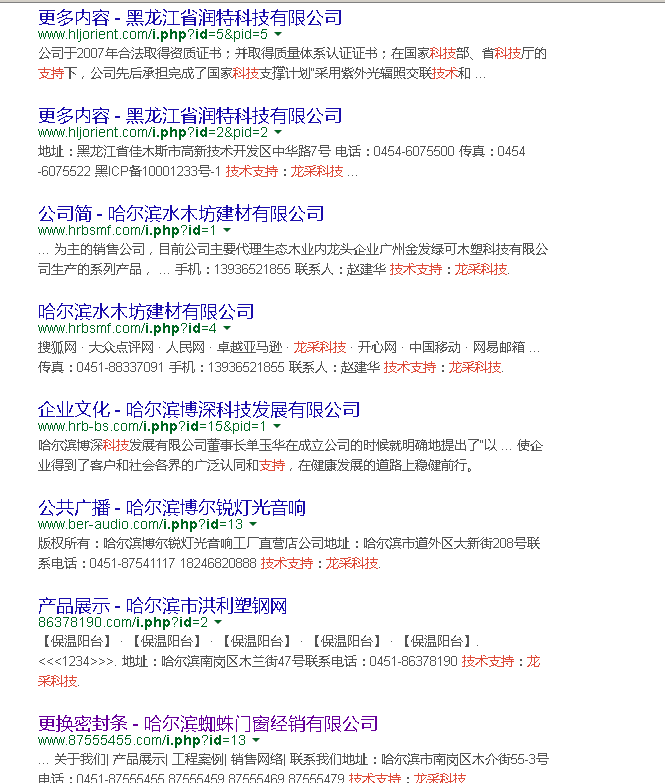 更多内容 - 黑龙江省润特科技有限公司
www.hljorient.com/i.php?id=5&pid=5
公司于2007年合法取得资质证书；并取得质量体系认证证书；在国家科技部、省科技厅的
支持下，公司先后承担完成了国家科技支撑计划“采用紫外光辐照交联技术和 ...
更多内容 - 黑龙江省润特科技有限公司
www.hljorient.com/i.php?id=2&pid=2
地址：黑龙江省佳木斯市高新技术开发区中华路7号 电话：0454-6075500 传真：0454
-6075522 黑ICP备10001233号-1 技术支持：龙采科技 ...
公司简 - 哈尔滨水木坊建材有限公司
www.hrbsmf.com/i.php?id=1
... 为主的销售公司，目前公司主要代理生态木业内龙头企业广州金发绿可木塑科技有限公
司生产的系列产品， ... 手机：13936521855 联系人：赵建华 技术支持：龙采科技.
哈尔滨水木坊建材有限公司
www.hrbsmf.com/i.php?id=4
搜狐网 · 大众点评网 · 人民网 · 卓越亚马逊 · 龙采科技 · 开心网 · 中国移动 · 网易邮箱 ...
传真：0451-88337091 手机：13936521855 联系人：赵建华 技术支持：龙采科技.
企业文化 - 哈尔滨博深科技发展有限公司
www.hrb-bs.com/i.php?id=15&pid=1
哈尔滨博深科技发展有限公司董事长单玉华在成立公司的时候就明确地提出了“以 ... 使企
业得到了客户和社会各界的广泛认同和支持，在健康发展的道路上稳健前行。
公共广播 - 哈尔滨博尔锐灯光音响
www.ber-audio.com/i.php?id=13
版权所有：哈尔滨博尔锐灯光音响工厂直营店公司地址：哈尔滨市道外区大新街208号联
系电话：0451-87541117 18246820888 技术支持：龙采科技.
产品展示 - 哈尔滨市洪利塑钢网
86378190.com/i.php?id=2
【保温阳台】 · 【保温阳台】 · 【保温阳台】 · 【保温阳台】 · 【保温阳台】.
<<<1234>>>. 地址：哈尔滨南岗区木兰街47号联系电话：0451-86378190 技术支持：龙
采科技.
更换密封条 - 哈尔滨蜘蛛门窗经销有限公司
www.87555455.com/i.php?id=13
... 关于我们| 产品展示| 工程案例| 销售网络| 联系我们地址：哈尔滨市南岗区木介街55-3号
电话：0451-87555455 87555459 87555469 87555479 技术支持：龙采科技